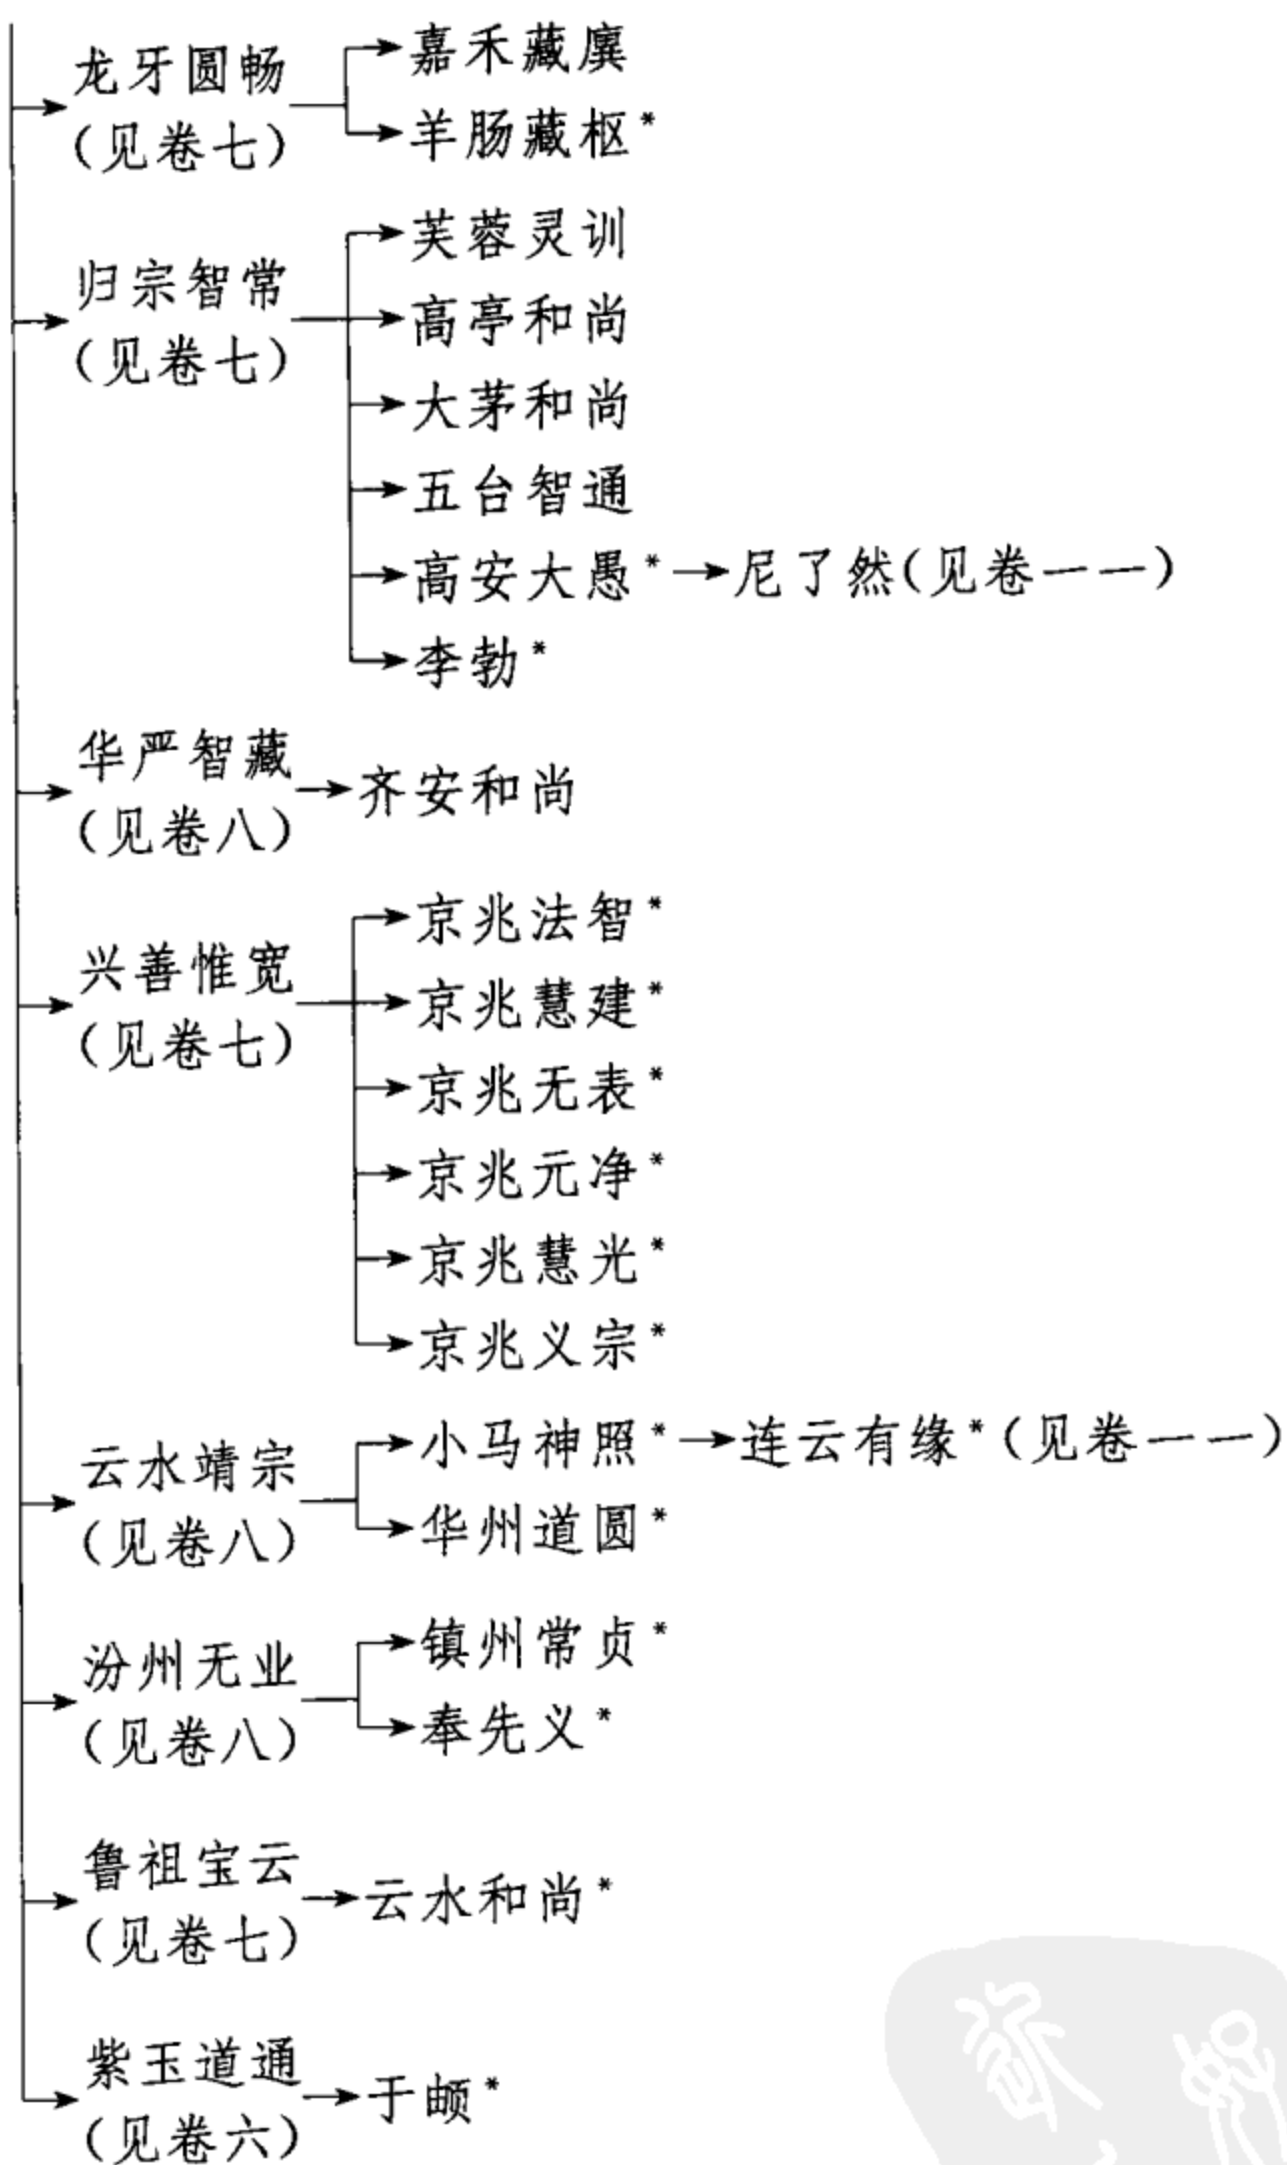 龙牙圆畅
(见卷七)
嘉禾藏廙
羊肠藏枢*
归宗智常
(见卷七)
芙蓉灵训
高亭和尚
大茅和尚
五台智通
高安大愚*
尼了然(见卷一一)
李勃*
华严智藏
(见卷八)
齐安和尚
兴善惟宽
(见卷七)
京兆法智*
京兆慧建*
京兆无表*
京兆元净*
京兆慧光*
京兆义宗*
云水靖宗
(见卷八)
小马神照*
连云有缘*(见卷一一)
华州道圆*
汾州无业
(见卷八)
镇州常贞*
奉先义*
鲁祖宝云
(见卷七)
云水和尚*
紫玉道通
(见卷六)
于𬱖*